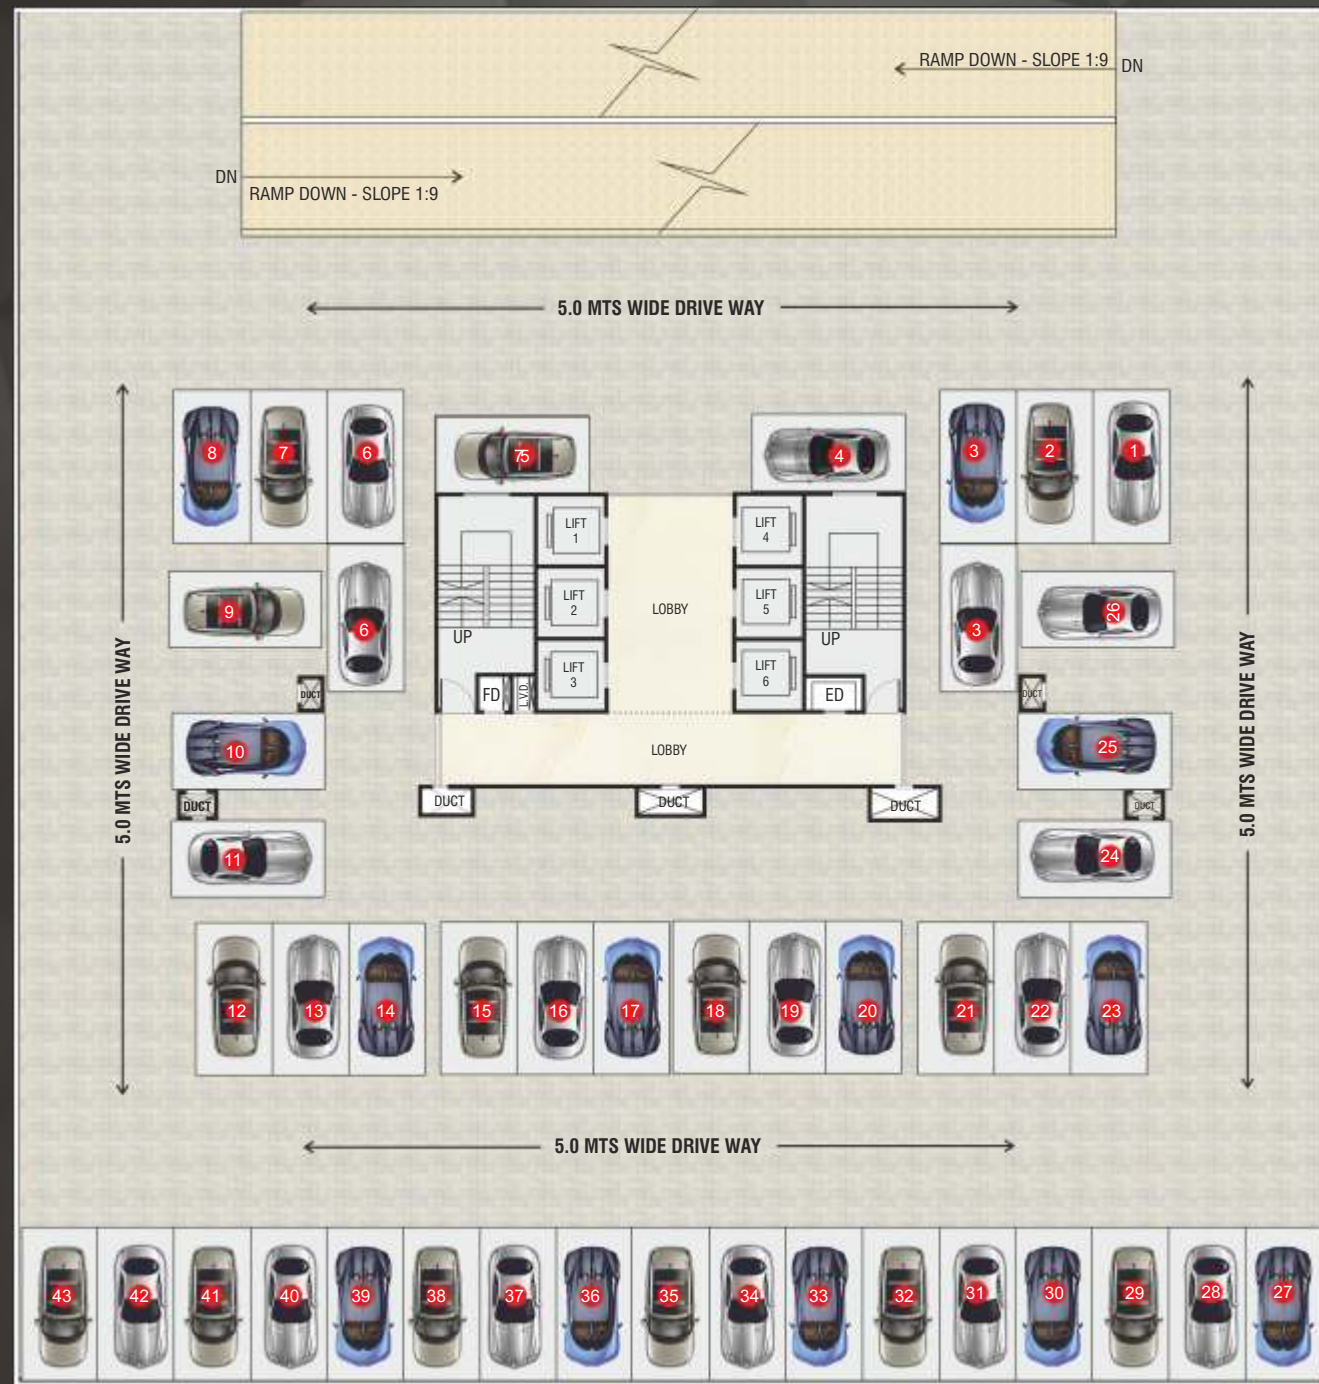 RAMP DOWN - SLOPE 1:9 DN
DN
RAMP DOWN - SLOPE 1:9
5.0 MTS WIDE DRIVE WAY
8 7 6 3 2 1
75 4
LIFT
1
LIFT
4
9 6 3 26
LIFT
2
LOBBY
LIFT
5
UP UP
LIFT
3
LIFT
6
DUCT FD L.V.D. ED DUCT
5.0 MTS WIDE DRIVE WAY
5.0 MTS WIDE DRIVE WAY
10 LOBBY 25
DUCT DUCT DUCT DUCT DUCT
11 24
12 13 14 15 16 17 18 19 20 21 22 23
5.0 MTS WIDE DRIVE WAY
43 42 41 40 39 38 37 36 35 34 33 32 31 30 29 28 27